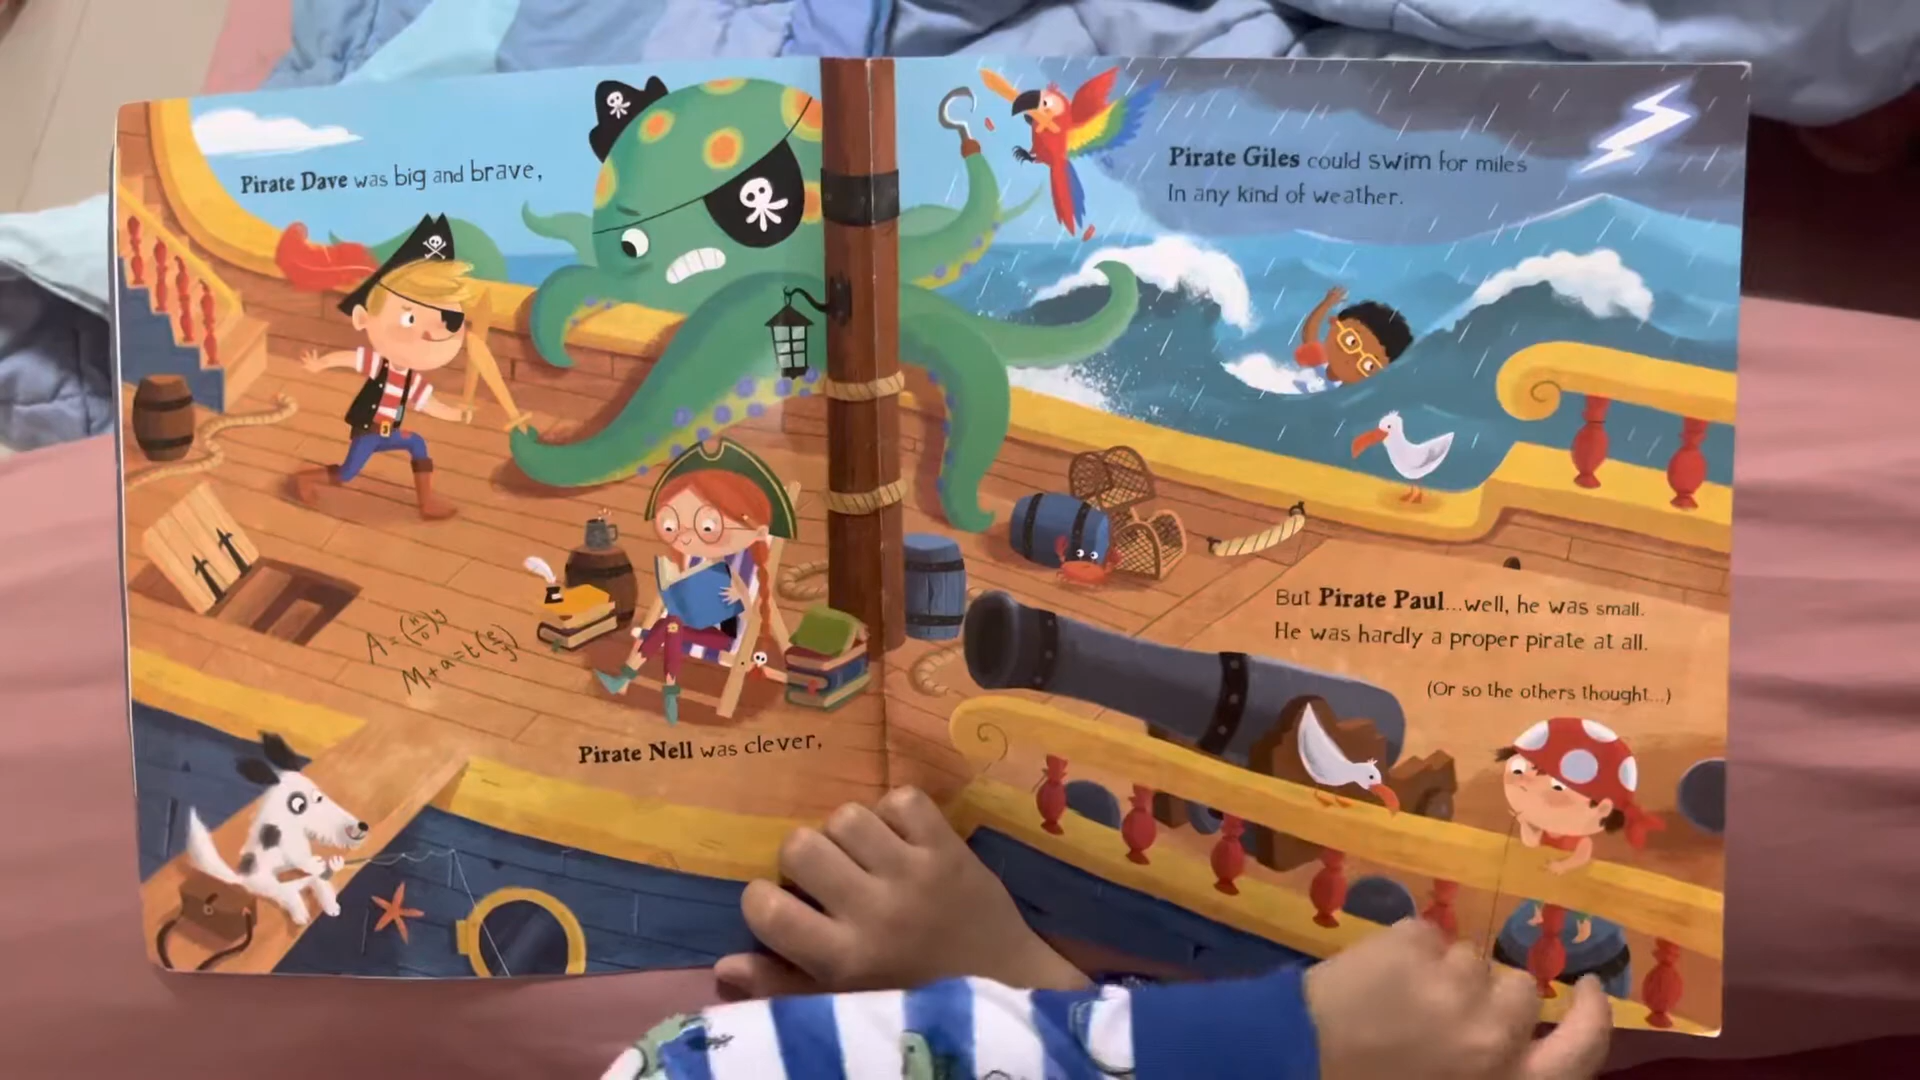 Pirate Dave was big and brave,
Pirate Nell was clever,
Pirate Giles could swim for miles
In any kind of weather.
But Pirate Paul...well, he was small.
He was hardly a proper pirate at all.
(Or so the others thought...)